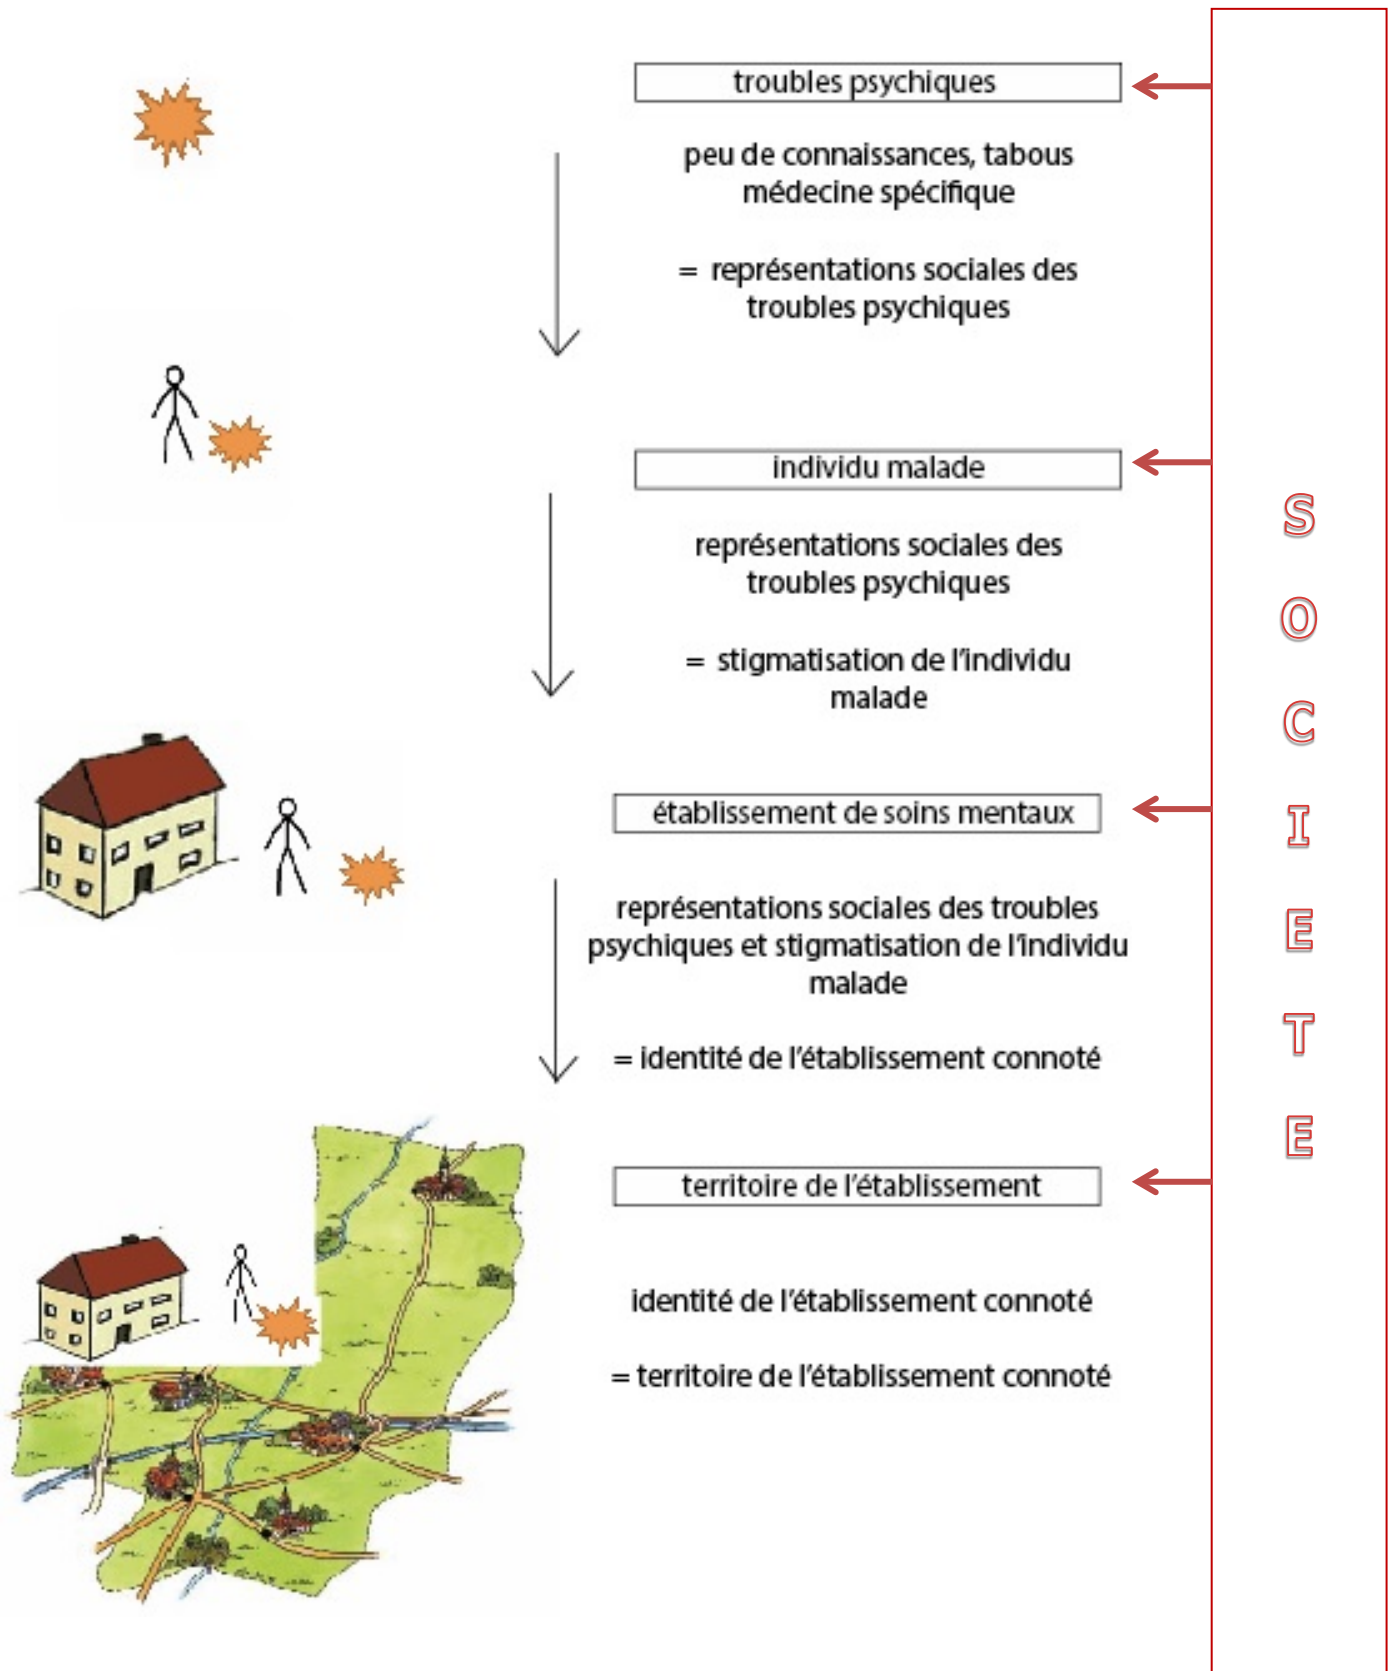 troubles psychiques
peu de connaissances, tabous
médecine spécifique
= représentations sociales des
troubles psychiques
individu malade
représentations sociales des
troubles psychiques
= stigmatisation de l'individu
malade
établissement de soins mentaux
représentations sociales des troubles
psychiques et stigmatisation de l'individu
malade
= identité de l'établissement connoté
territoire de l'établissement
identité de l'établissement connoté
= territoire de l'établissement connoté
S
O
C
I
E
T
E